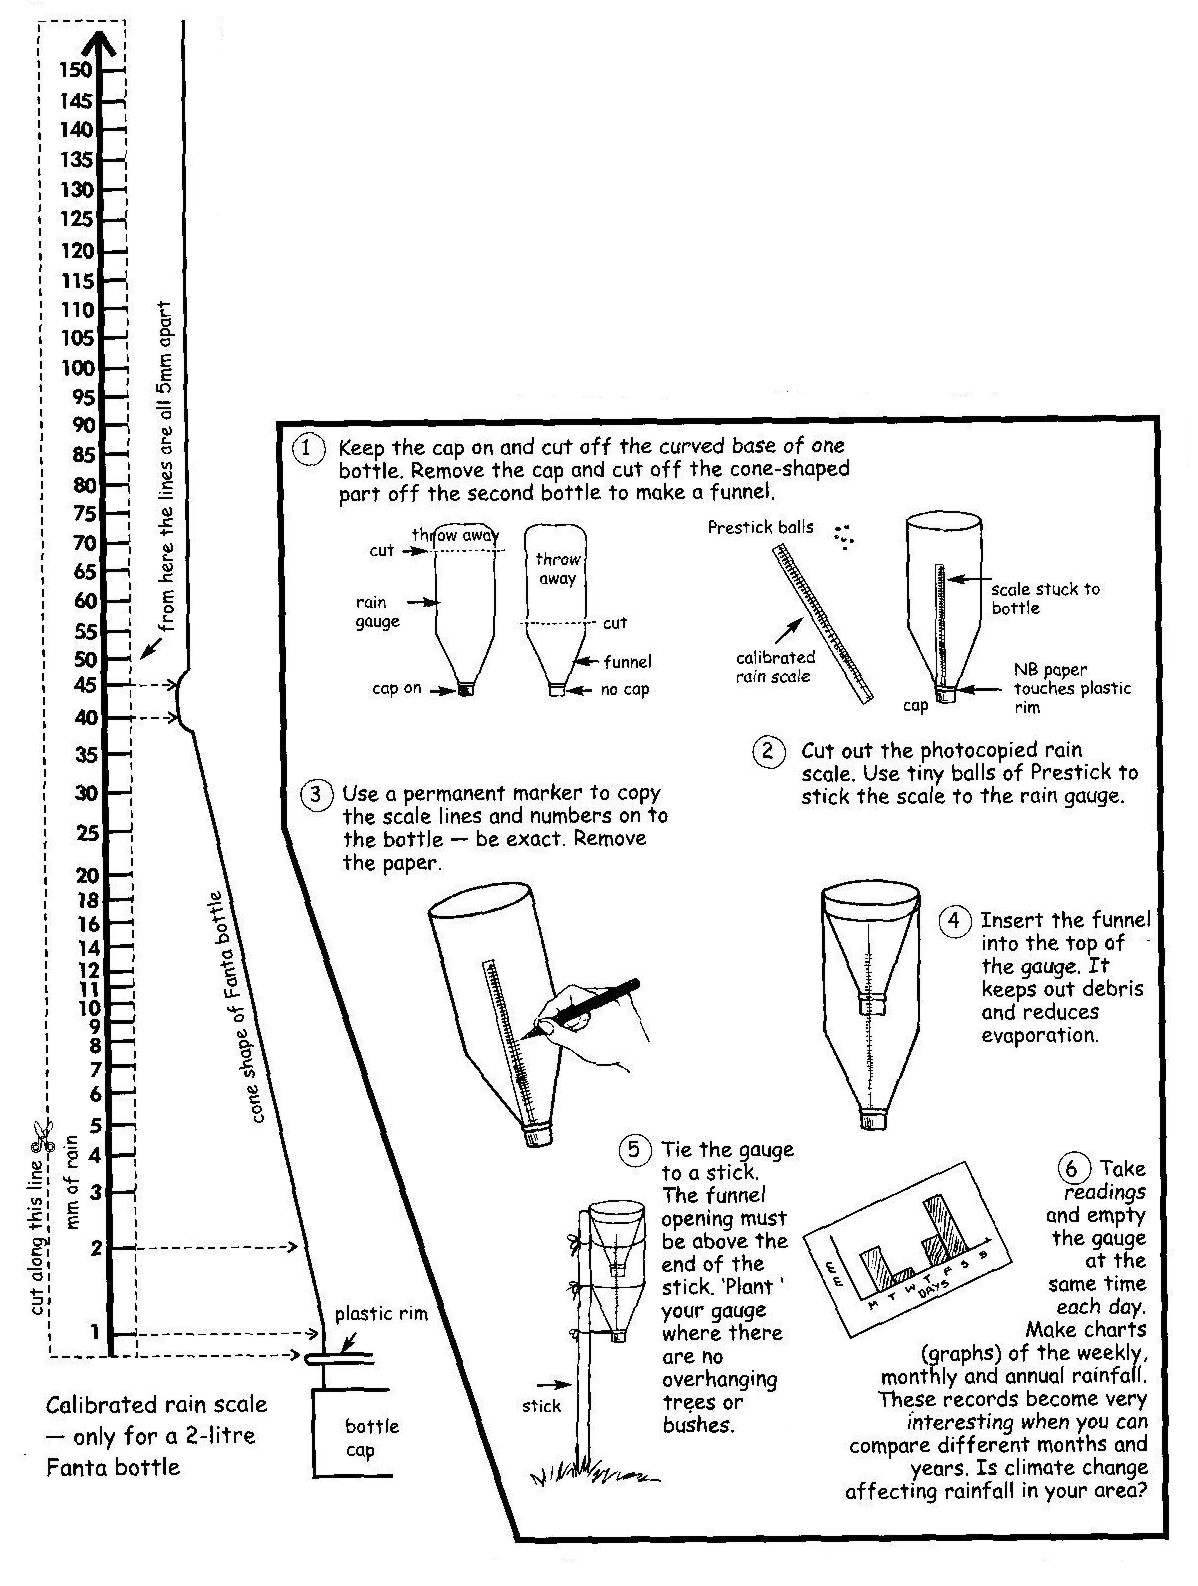 150
145
140
135
130
125
120
115
110
105
100
95
90
85
80
75
70
65
60
55
50
45
40
35
30
25
20
18
16
14
12
11
10
9
8
7
6
5
4
3
2
1
from here the lines are all 5mm apart
cone shape of Fanta bottle
cut along this line
mm of rain
plastic rim
bottle
cap
Calibrated rain scale
— only for a 2-litre
Fanta bottle
1 Keep the cap on and cut off the curved base of one
bottle. Remove the cap and cut off the cone-shaped
part off the second bottle to make a funnel.
throw away
cut
rain
gauge
cap on
throw
away
cut
funnel
no cap
Prestick balls
calibrated
rain scale
scale stuck to
bottle
NB paper
touches plastic
rim
cap
2 Cut out the photocopied rain
scale. Use tiny balls of Prestick to
stick the scale to the rain gauge.
3 Use a permanent marker to copy
the scale lines and numbers on to
the bottle — be exact. Remove
the paper.
4 Insert the funnel
into the top of
the gauge. It
keeps out debris
and reduces
evaporation.
5 Tie the gauge
to a stick.
The funnel
opening must
be above the
end of the
stick. 'Plant'
your gauge
where there
are no
overhanging
trees or
bushes.
stick
6 Take
readings
and empty
the gauge
at the
same time
each day.
Make charts
(graphs) of the weekly,
monthly and annual rainfall.
These records become very
interesting when you can
compare different months and
years. Is climate change
affecting rainfall in your area?
M T W T F S S
DAYS